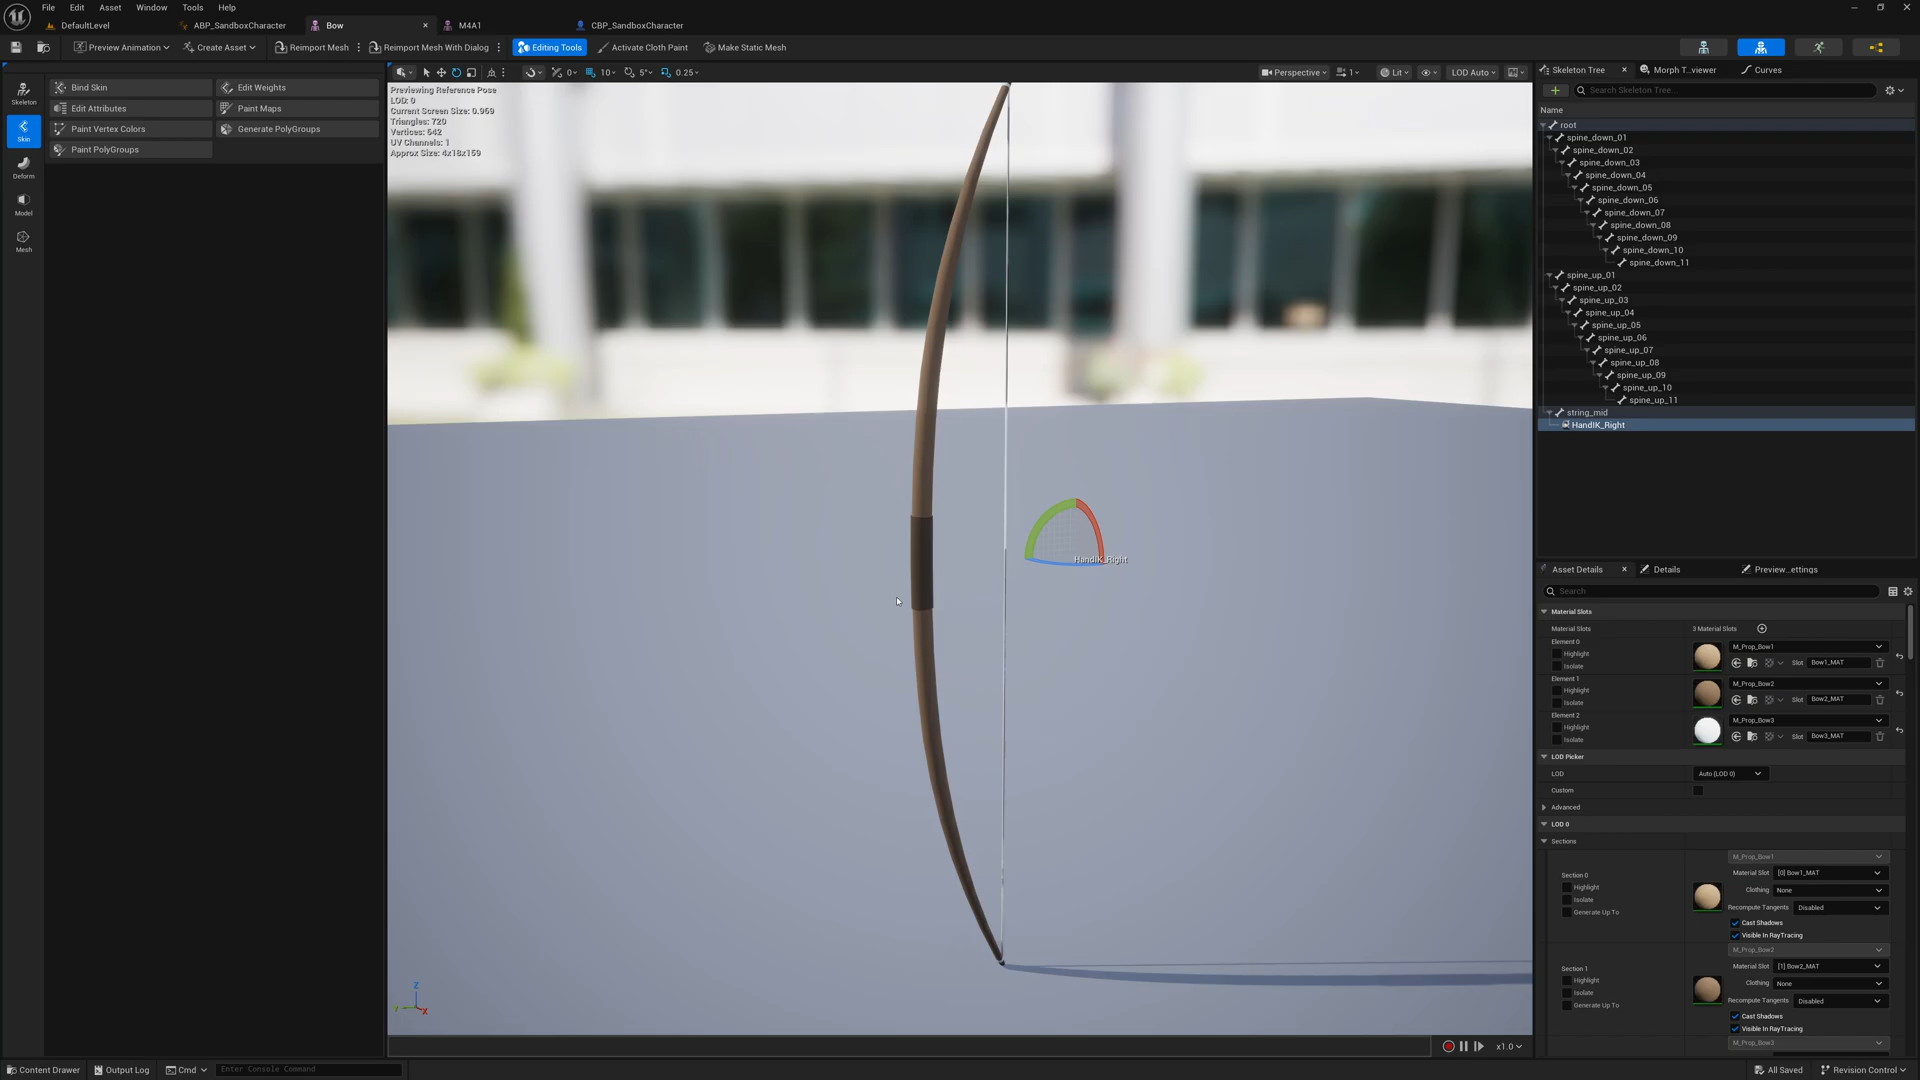 File Edit Asset Window Tools Help
DefaultLevel ABP_SandboxCharacter Bow M4A1 CBP_SandboxCharacter
Preview Animation Create Asset Reimport Mesh Reimport Mesh With Dialog Editing Tools Activate Cloth Paint Make Static Mesh
Skeleton
Skin
Deform
Model
Mesh
Bind Skin Edit Weights
Edit Attributes Paint Maps
Paint Vertex Colors Generate PolyGroups
Paint PolyGroups
0 10 5° 0.25 Perspective 1 Lit LOD Auto
Previewing Reference Pose
LOD: 0
Current Screen Size: 0.969
Triangles: 720
Vertices: 642
UV Channels: 1
Approx Size: 4x18x159
HandIK_Right
Z
Y X
x1.0
Skeleton Tree Morph T...viewer Curves
Search Skeleton Tree...
Name
root
spine_down_01
spine_down_02
spine_down_03
spine_down_04
spine_down_05
spine_down_06
spine_down_07
spine_down_08
spine_down_09
spine_down_10
spine_down_11
spine_up_01
spine_up_02
spine_up_03
spine_up_04
spine_up_05
spine_up_06
spine_up_07
spine_up_08
spine_up_09
spine_up_10
spine_up_11
string_mid
HandIK_Right
Asset Details Details Preview...ettings
Search
Material Slots
Material Slots 3 Material Slots
Element 0 M_Prop_Bow1
Highlight
Isolate Slot Bow1_MAT
Element 1 M_Prop_Bow2
Highlight
Isolate Slot Bow2_MAT
Element 2 M_Prop_Bow3
Highlight
Isolate Slot Bow3_MAT
LOD Picker
LOD Auto (LOD 0)
Custom
Advanced
LOD 0
Sections
M_Prop_Bow1
Section 0 Material Slot [0] Bow1_MAT
Highlight Clothing None
Isolate
Generate Up To Recompute Tangents Disabled
Cast Shadows
Visible In RayTracing
M_Prop_Bow2
Section 1 Material Slot [1] Bow2_MAT
Highlight Clothing None
Isolate
Generate Up To Recompute Tangents Disabled
Cast Shadows
Visible In RayTracing
M_Prop_Bow3
Content Drawer Output Log Cmd Enter Console Command All Saved Revision Control